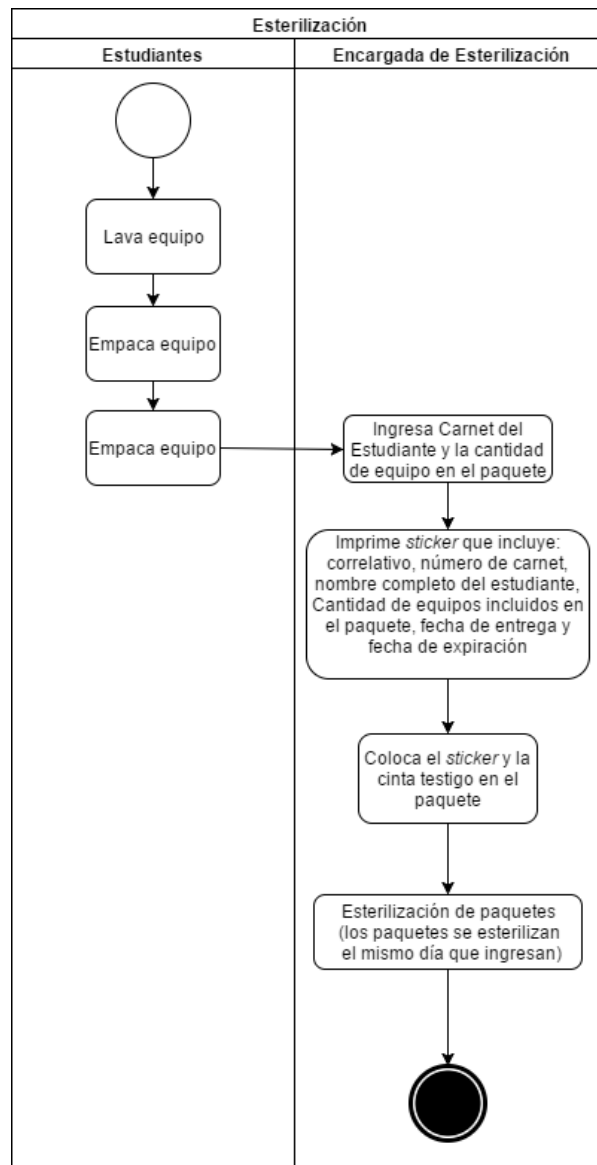 Esterilización
Estudiantes
Encargada de Esterilización
Lava equipo
Empaca equipo
Empaca equipo
Ingresa Carnet del
Estudiante y la cantidad
de equipo en el paquete
Imprime sticker que incluye:
correlativo, número de carnet,
nombre completo del estudiante,
Cantidad de equipos incluidos en
el paquete, fecha de entrega y
fecha de expiración
Coloca el sticker y la
cinta testigo en el
paquete
Esterilización de paquetes
(los paquetes se esterilizan
el mismo día que ingresan)